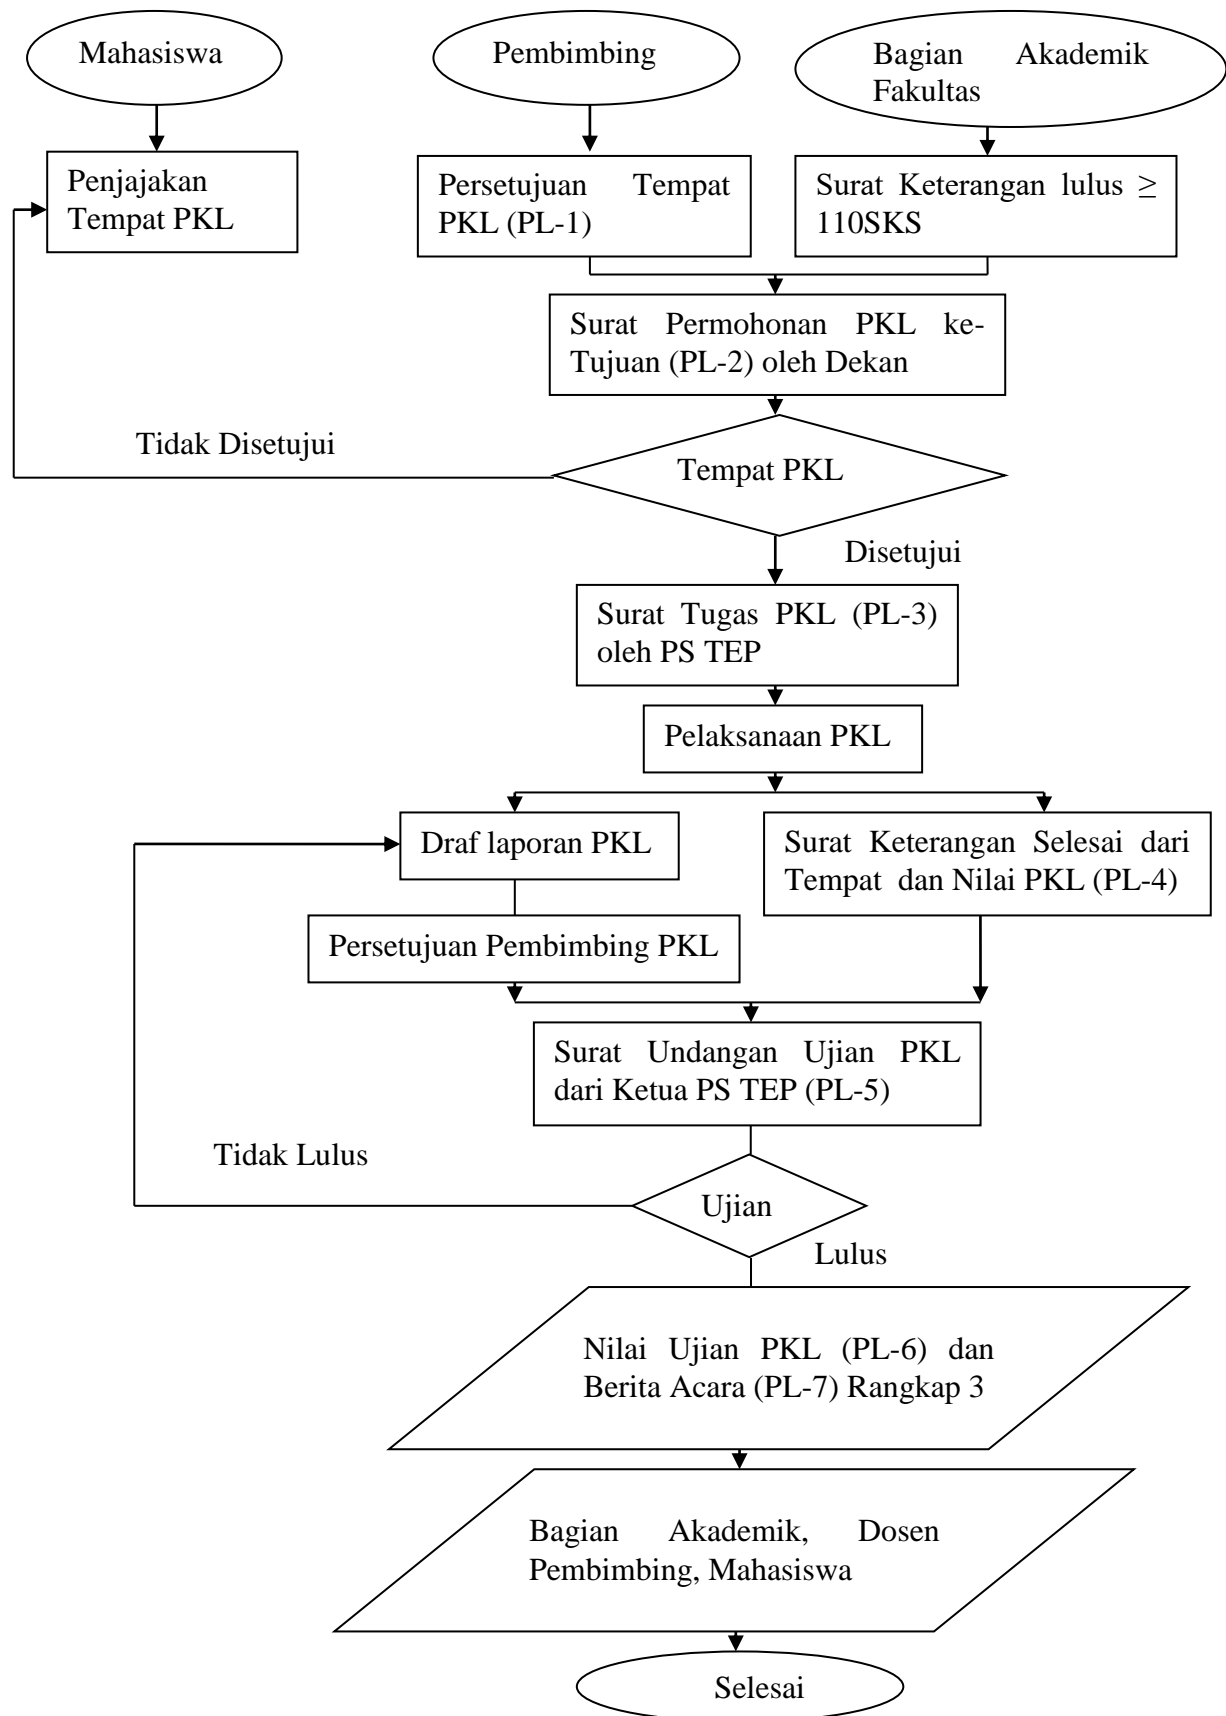 Mahasiswa
Pembimbing
Bagian Akademik
Fakultas
Penjajakan
Tempat PKL
Persetujuan Tempat
PKL (PL-1)
Surat Keterangan lulus ≥
110SKS
Surat Permohonan PKL ke-
Tujuan (PL-2) oleh Dekan
Tidak Disetujui
Tempat PKL
Disetujui
Surat Tugas PKL (PL-3)
oleh PS TEP
Pelaksanaan PKL
Draf laporan PKL
Surat Keterangan Selesai dari
Tempat dan Nilai PKL (PL-4)
Persetujuan Pembimbing PKL
Surat Undangan Ujian PKL
dari Ketua PS TEP (PL-5)
Tidak Lulus
Ujian
Lulus
Nilai Ujian PKL (PL-6) dan
Berita Acara (PL-7) Rangkap 3
Bagian Akademik, Dosen
Pembimbing, Mahasiswa
Selesai